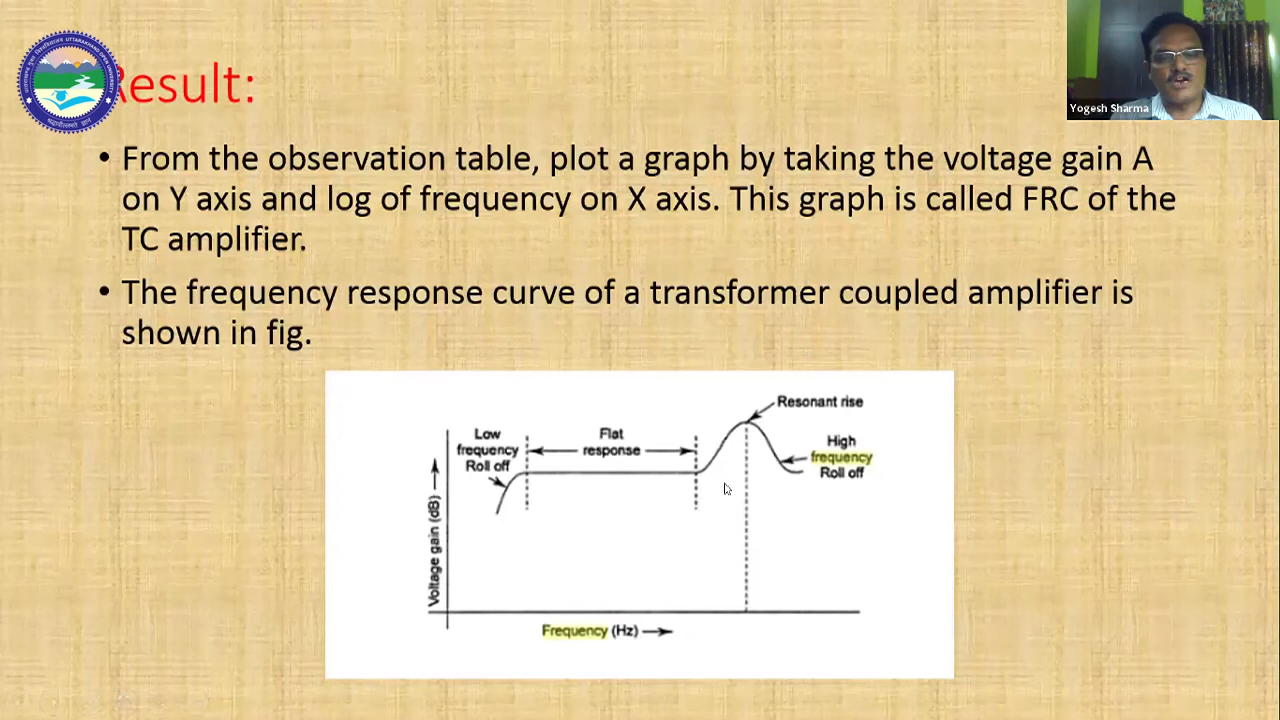 Result:
Yogesh Sharma
• From the observation table, plot a graph by taking the voltage gain A
on Y axis and log of frequency on X axis. This graph is called FRC of the
TC amplifier.
• The frequency response curve of a transformer coupled amplifier is
shown in fig.
Resonant rise
Low
frequency
Roll off
Flat
response
High
frequency
Roll off
Voltage gain (dB)
Frequency (Hz)
UTTARAKHAND OPEN UNIVERSITY